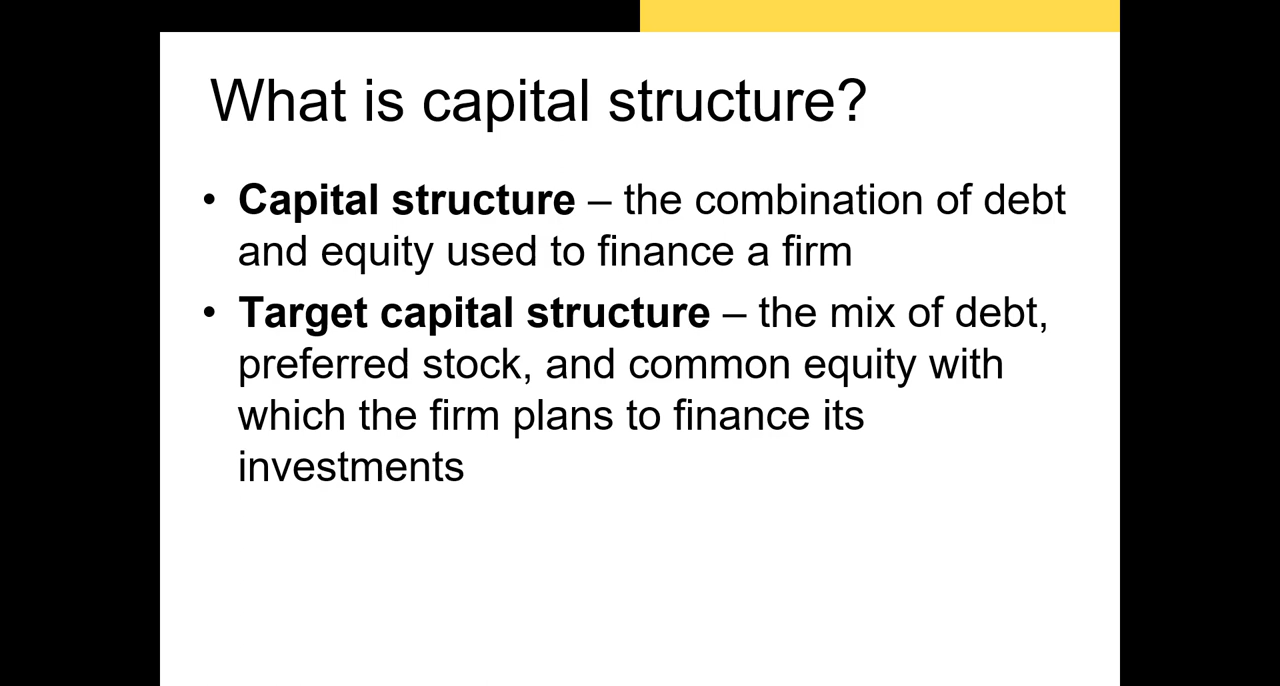 What is capital structure?
• Capital structure – the combination of debt
and equity used to finance a firm
• Target capital structure – the mix of debt,
preferred stock, and common equity with
which the firm plans to finance its
investments